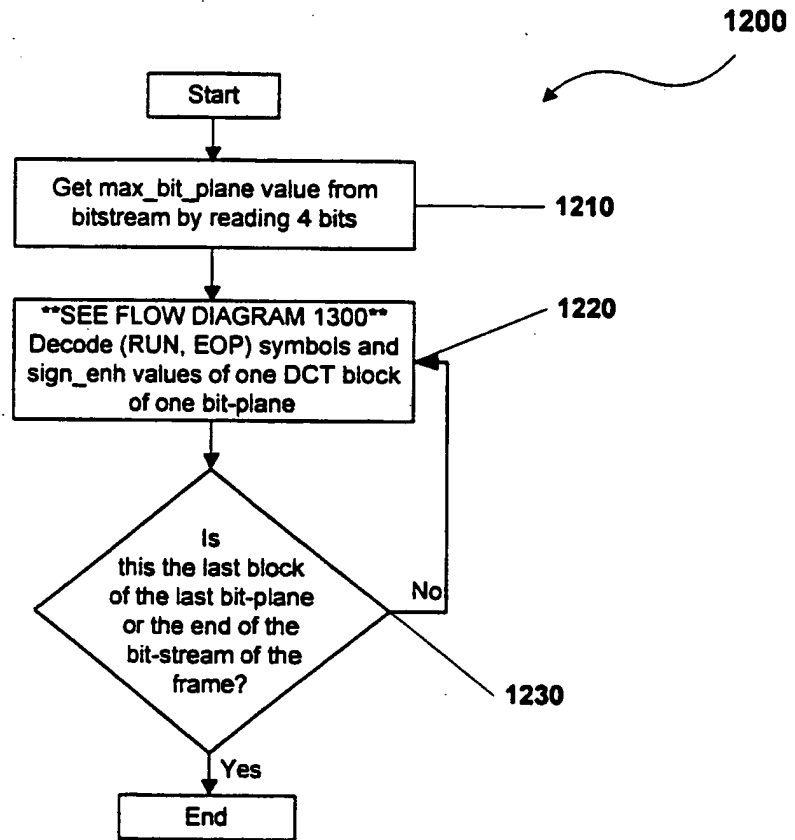 1200
Start
Get max_bit_plane value from
bitstream by reading 4 bits
1210
**SEE FLOW DIAGRAM 1300**
Decode (RUN, EOP) symbols and
sign_enh values of one DCT block
of one bit-plane
1220
Is
this the last block
of the last bit-plane
or the end of the
bit-stream of the
frame?
No
1230
Yes
End